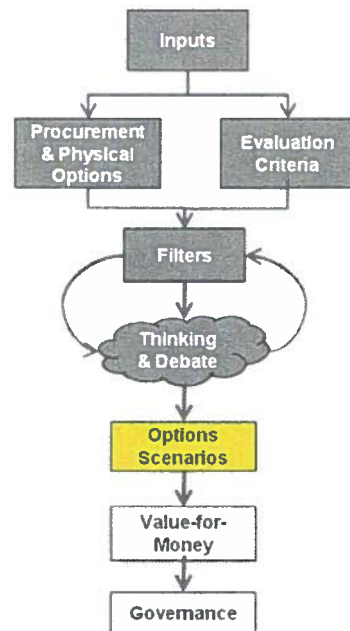 Inputs
Procurement
& Physical
Options
Evaluation
Criteria
Filters
Thinking
& Debate
Options
Scenarios
Value-for-
Money
Governance